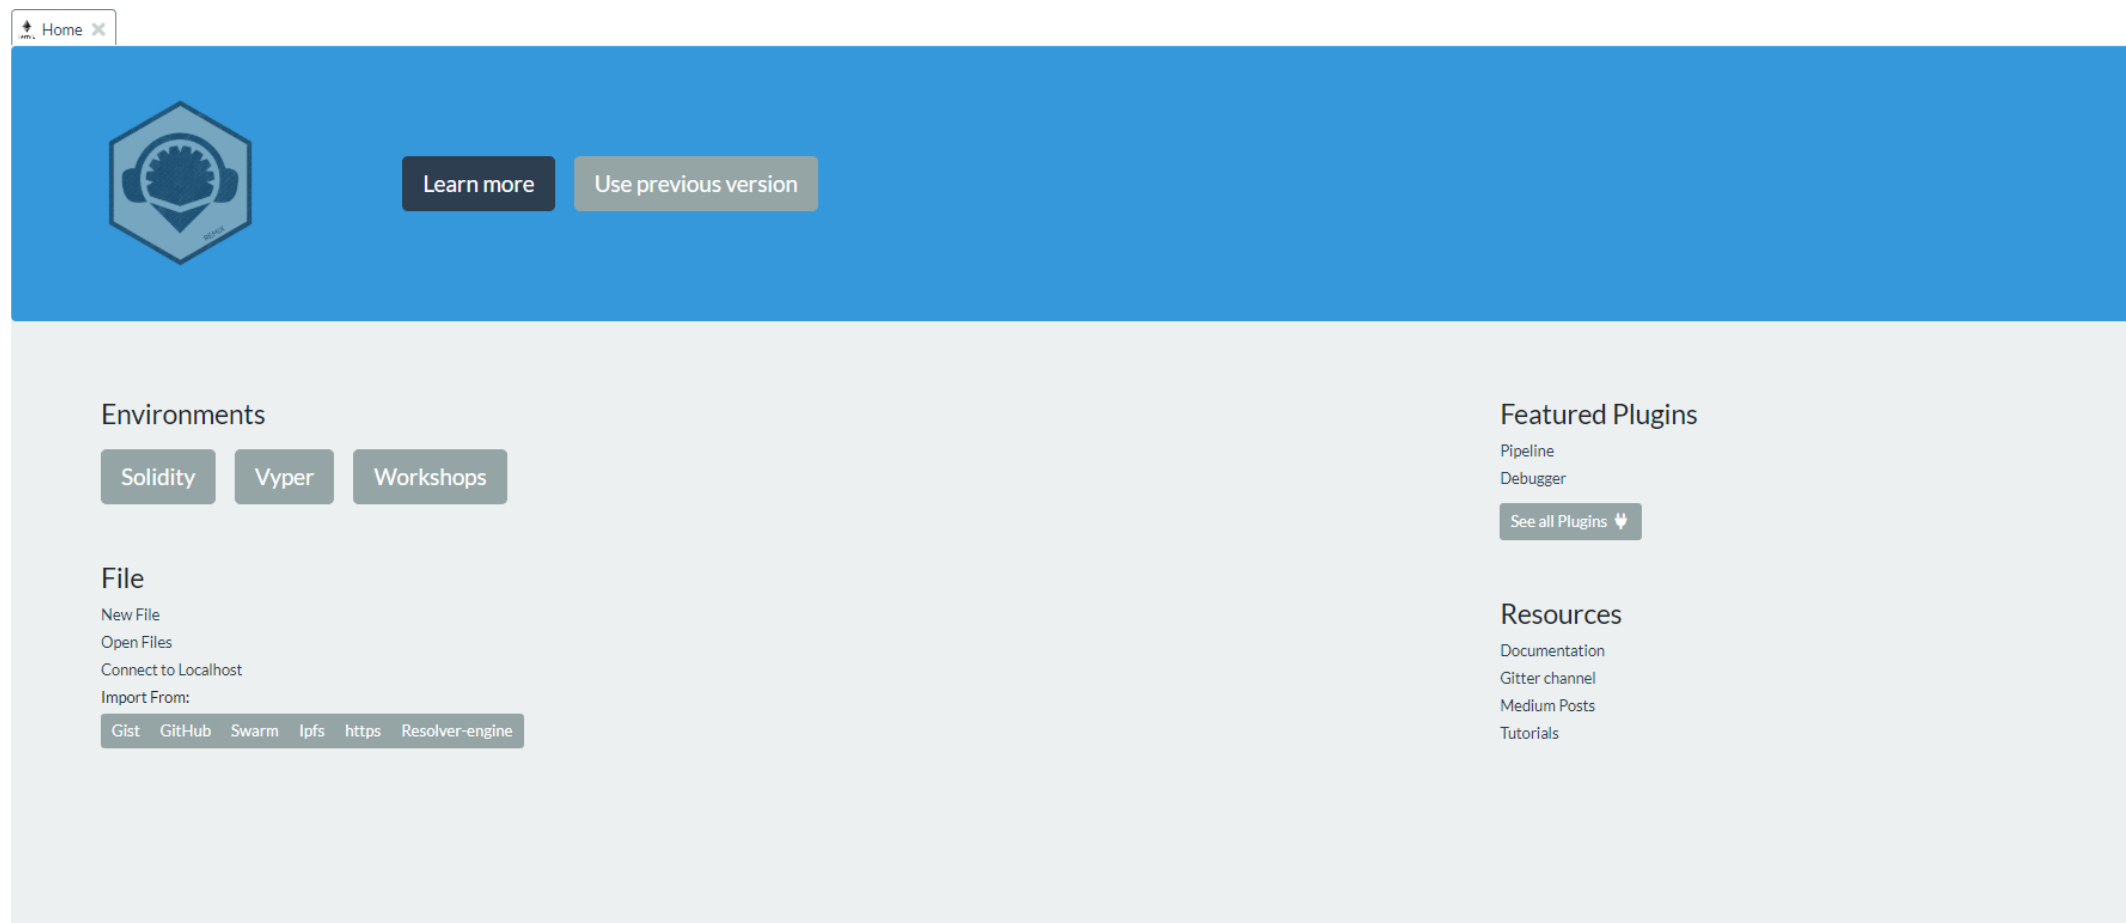 Home
REMIX
Learn more
Use previous version
Environments
Solidity
Vyper
Workshops
File
New File
Open Files
Connect to Localhost
Import From:
Gist GitHub Swarm Ipfs https Resolver-engine
Featured Plugins
Pipeline
Debugger
See all Plugins
Resources
Documentation
Gitter channel
Medium Posts
Tutorials